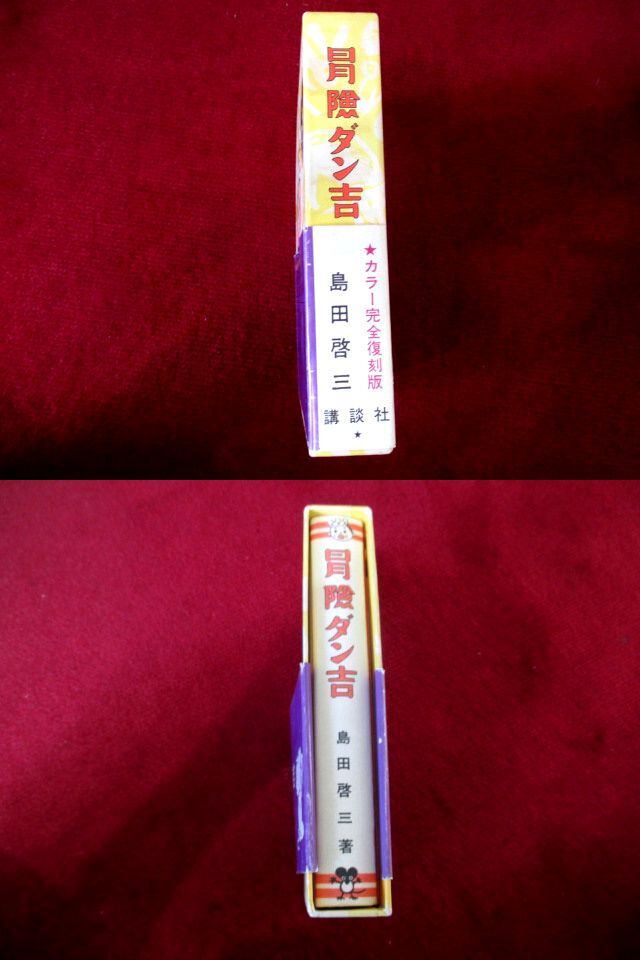 冒險ダン吉
★カラー完全復刻版
島田啓三
講談社
★
冒險ダン吉
島田啓三著